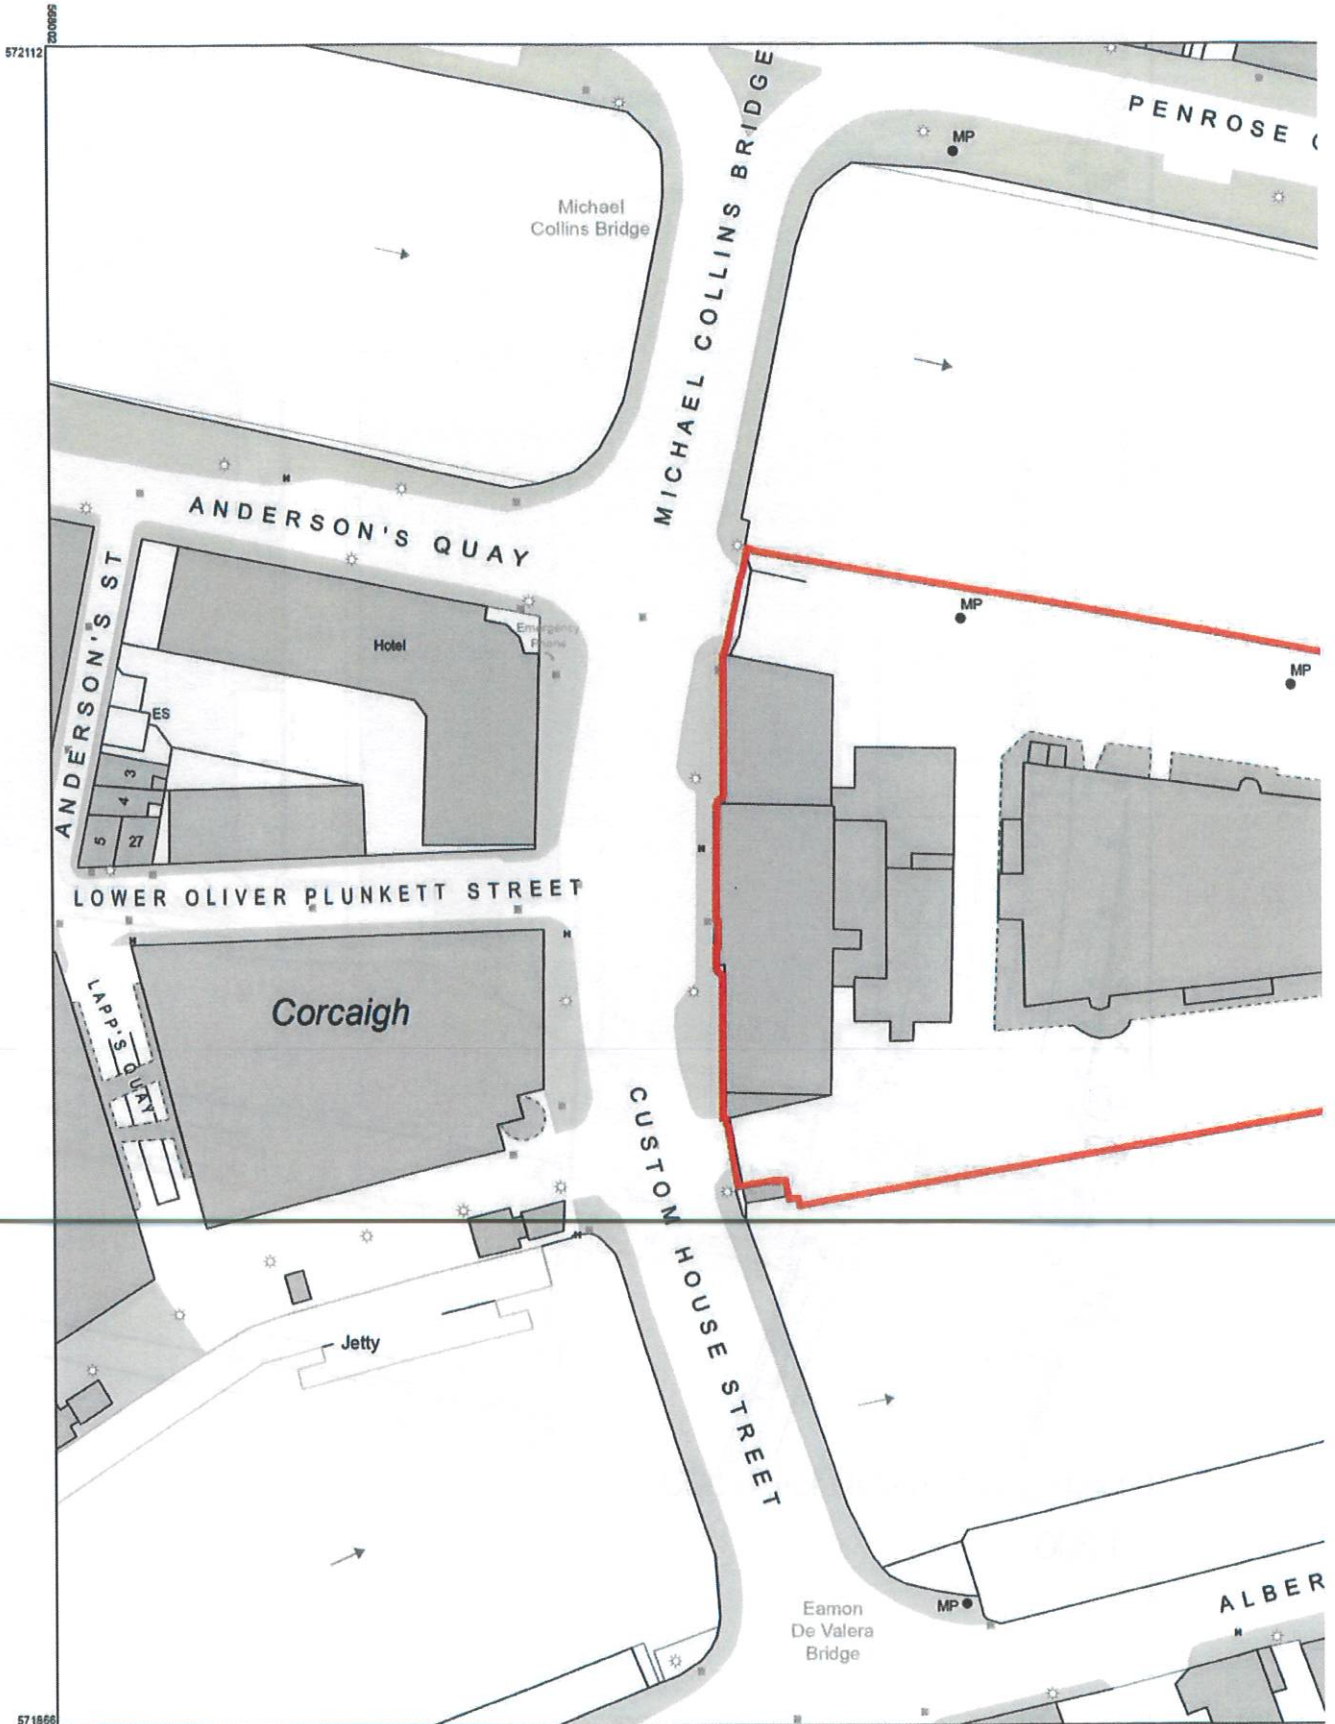 568002
572112
MICHAEL COLLINS BRIDGE
PENROSE
MP
Michael
Collins Bridge
ANDERSON'S QUAY
ANDERSON'S ST
Hotel
Emergency
Phone
MP
MP
ES
3
4
5
27
LOWER OLIVER PLUNKETT STREET
LAPP'S QUAY
Corcaigh
CUSTOM HOUSE STREET
Jetty
MP
Eamon
De Valera
Bridge
ALBER
571866